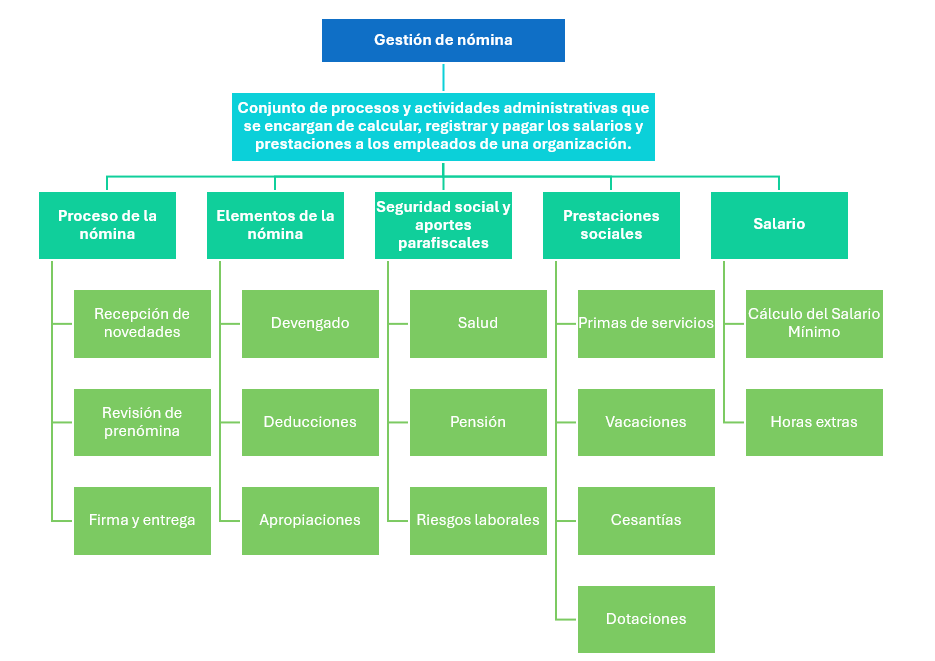 Gestión de nómina
Conjunto de procesos y actividades administrativas que
se encargan de calcular, registrar y pagar los salarios y
prestaciones a los empleados de una organización.
Proceso de la
nómina
Recepción de
novedades
Revisión de
prenómina
Firma y entrega
Elementos de la
nómina
Devengado
Deducciones
Apropiaciones
Seguridad social y
aportes
parafiscales
Salud
Pensión
Riesgos laborales
Prestaciones
sociales
Primas de servicios
Vacaciones
Cesantías
Dotaciones
Salario
Cálculo del Salario
Mínimo
Horas extras